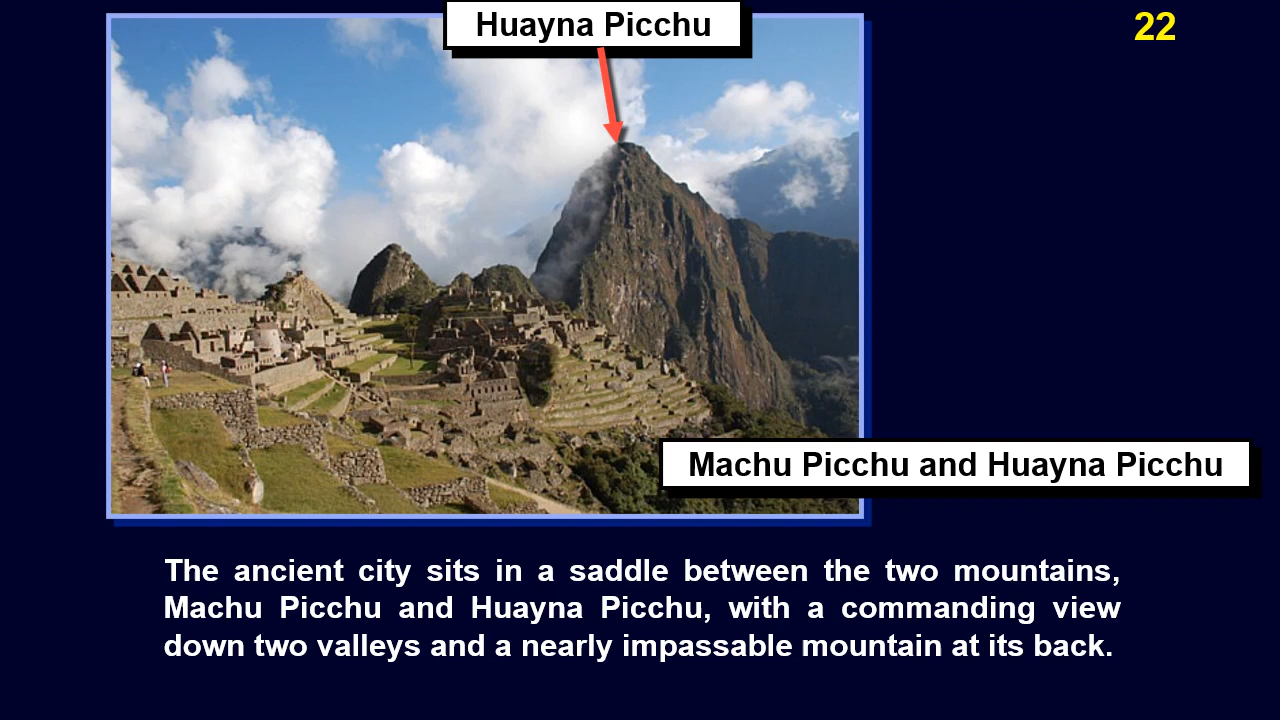 Huayna Picchu
22
Machu Picchu and Huayna Picchu
The ancient city sits in a saddle between the two mountains,
Machu Picchu and Huayna Picchu, with a commanding view
down two valleys and a nearly impassable mountain at its back.